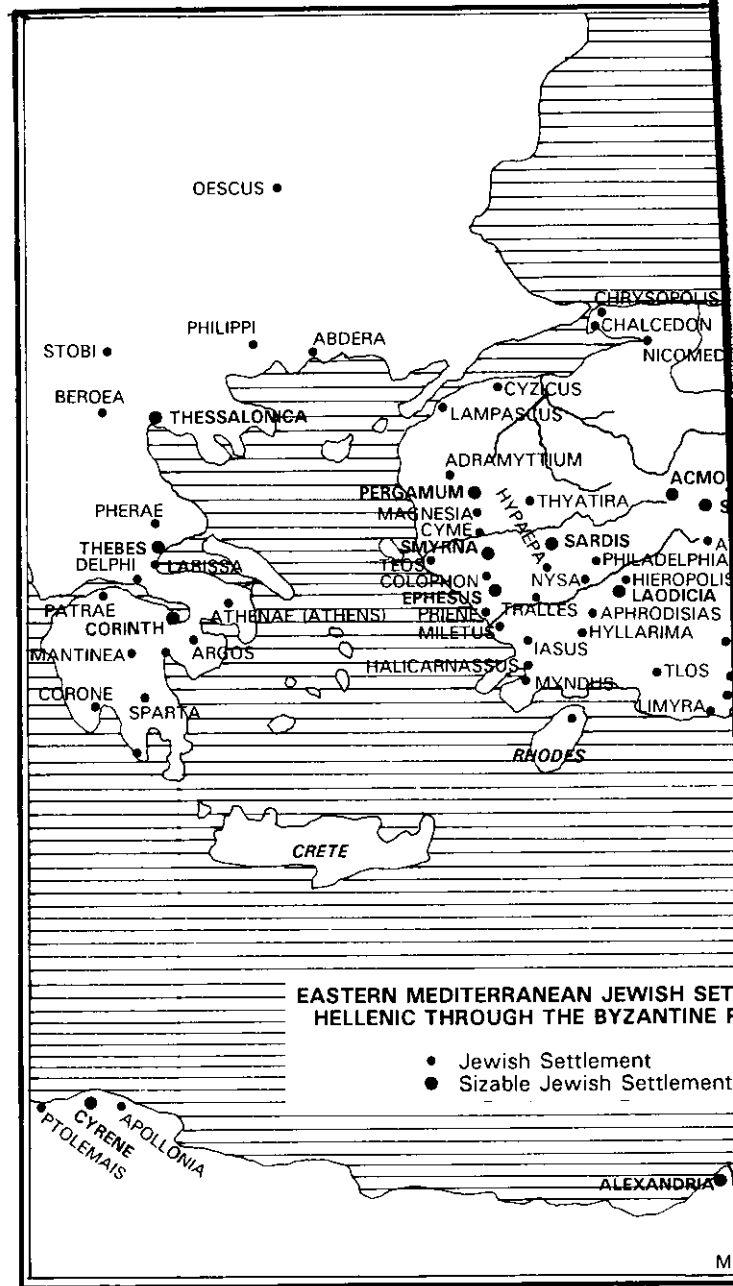 OESCUS
CHRYSOPOLIS
CHALCEDON
NICOMED
PHILIPPI
ABDERA
STOBI
CYZICUS
BEROEA
THESSALONICA
LAMPASCUS
ADRAMYTTIUM
PERGAMUM
ACMO
THYATIRA
HYPAEPA
S
MAGNESIA
CYME
PHERAE
THEBES
SMYRNA
SARDIS
A
DELPHI
LARISSA
TEOS
PHILADELPHIA
COLOPHON
NYSA
HIEROPOLIS
EPHESUS
LAODICIA
PATRAE
ATHENAE (ATHENS)
PRIENE
TRALLES
APHRODISIAS
CORINTH
MILETUS
HYLLARIMA
MANTINEA
ARGOS
IASUS
HALICARNASSUS
TLOS
MYNDUS
CORONE
SPARTA
LIMYRA
RHODES
CRETE
EASTERN MEDITERRANEAN JEWISH SET
HELLENIC THROUGH THE BYZANTINE P
Jewish Settlement
Sizable Jewish Settlement
PTOLEMAIS
CYRENE
APOLLONIA
ALEXANDRIA
M